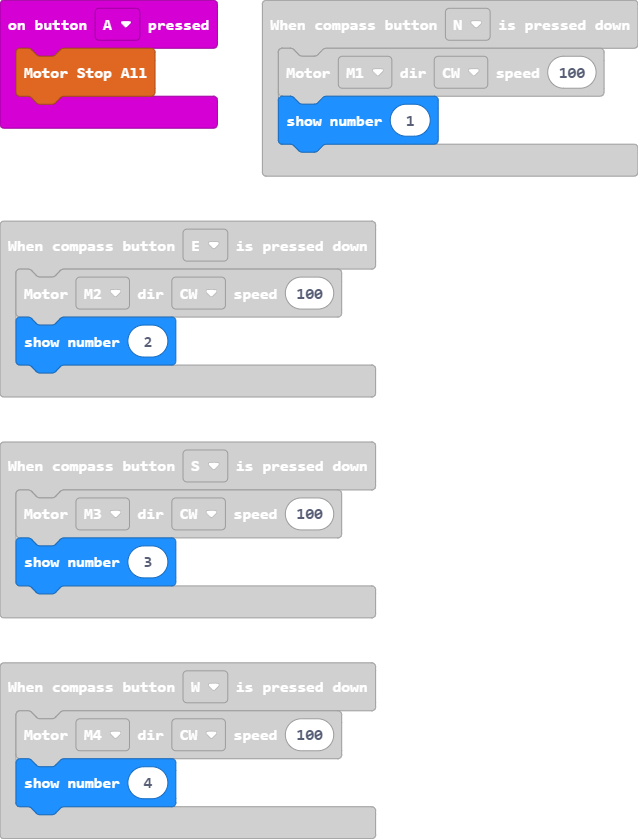 on button A pressed
Motor Stop All
When compass button N is pressed down
Motor M1 dir CW speed 100
show number 1
When compass button E is pressed down
Motor M2 dir CW speed 100
show number 2
When compass button S is pressed down
Motor M3 dir CW speed 100
show number 3
When compass button W is pressed down
Motor M4 dir CW speed 100
show number 4